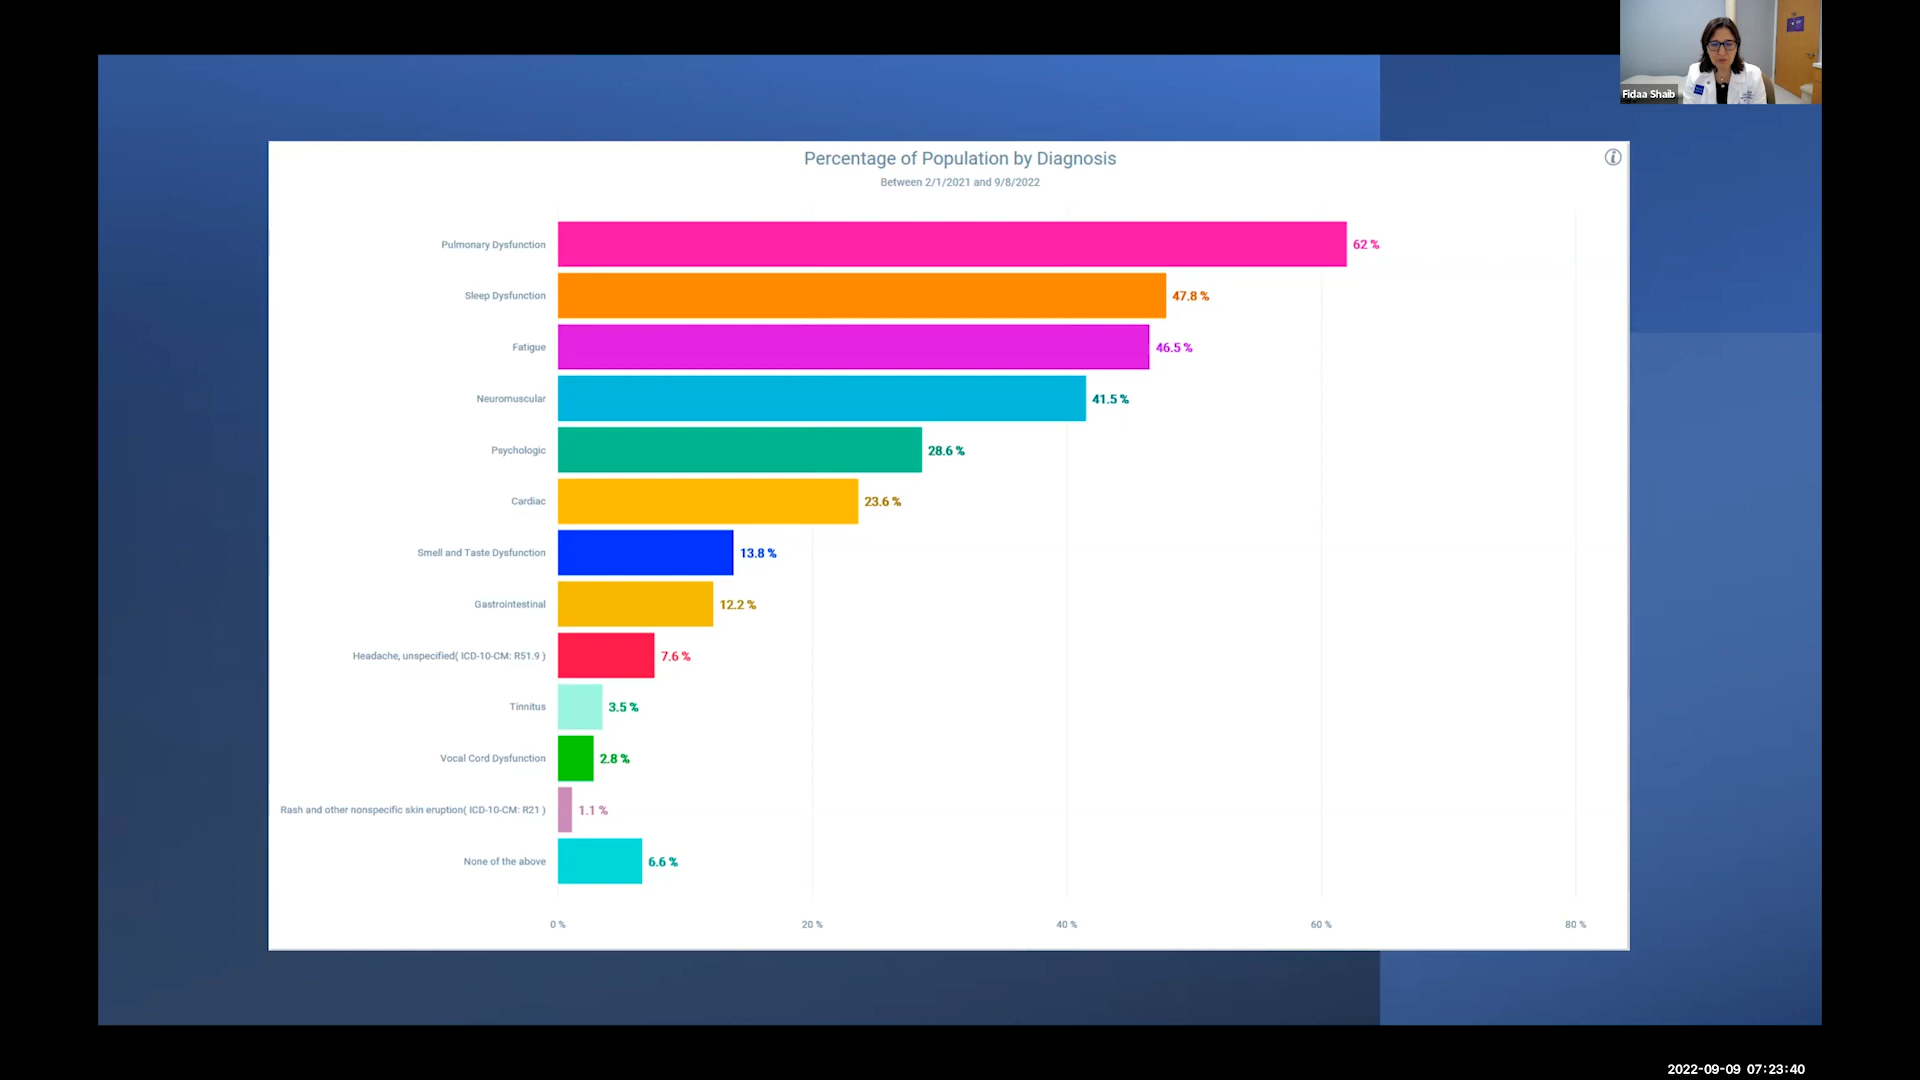 Fidaa Shaib
Percentage of Population by Diagnosis
Between 2/1/2021 and 9/8/2022
Pulmonary Dysfunction 62 %
Sleep Dysfunction 47.8 %
Fatigue 46.5 %
Neuromuscular 41.5 %
Psychologic 28.6 %
Cardiac 23.6 %
Smell and Taste Dysfunction 13.8 %
Gastrointestinal 12.2 %
Headache, unspecified( ICD-10-CM: R51.9 ) 7.6 %
Tinnitus 3.5 %
Vocal Cord Dysfunction 2.8 %
Rash and other nonspecific skin eruption( ICD-10-CM: R21 ) 1.1 %
None of the above 6.6 %
0 % 20 % 40 % 60 % 80 %
2022-09-09 07:23:40